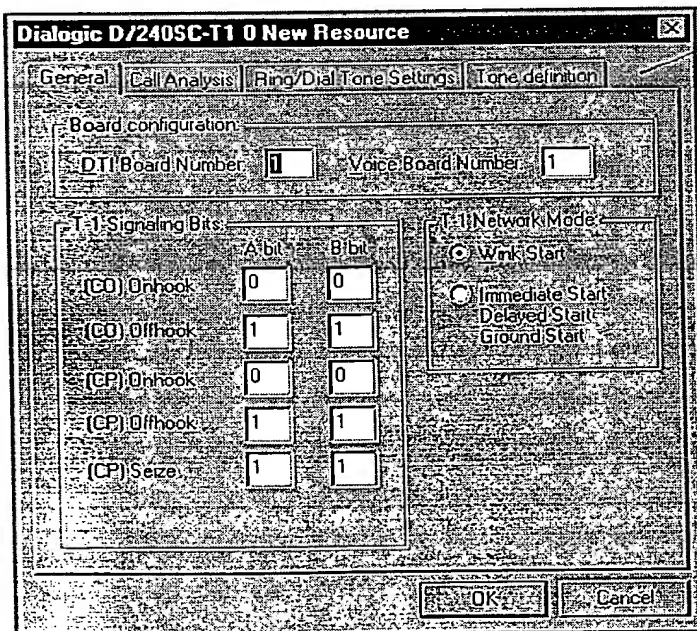 Dialogic D/240SC-T1 0 New Resource
General Call Analysis Ring/Dial Tone Settings Tone definition
Board configuration
DTI Board Number: 1 Voice Board Number: 1
T-1 Signaling Bits
A bit B bit
(CO) Onhook 0 0
(CO) Offhook 1 1
(CP) Onhook 0 0
(CP) Offhook 1 1
(CP) Seize 1 1
T-1 Network Mode
Wink Start
Immediate Start
Delayed Start
Ground Start
OK Cancel